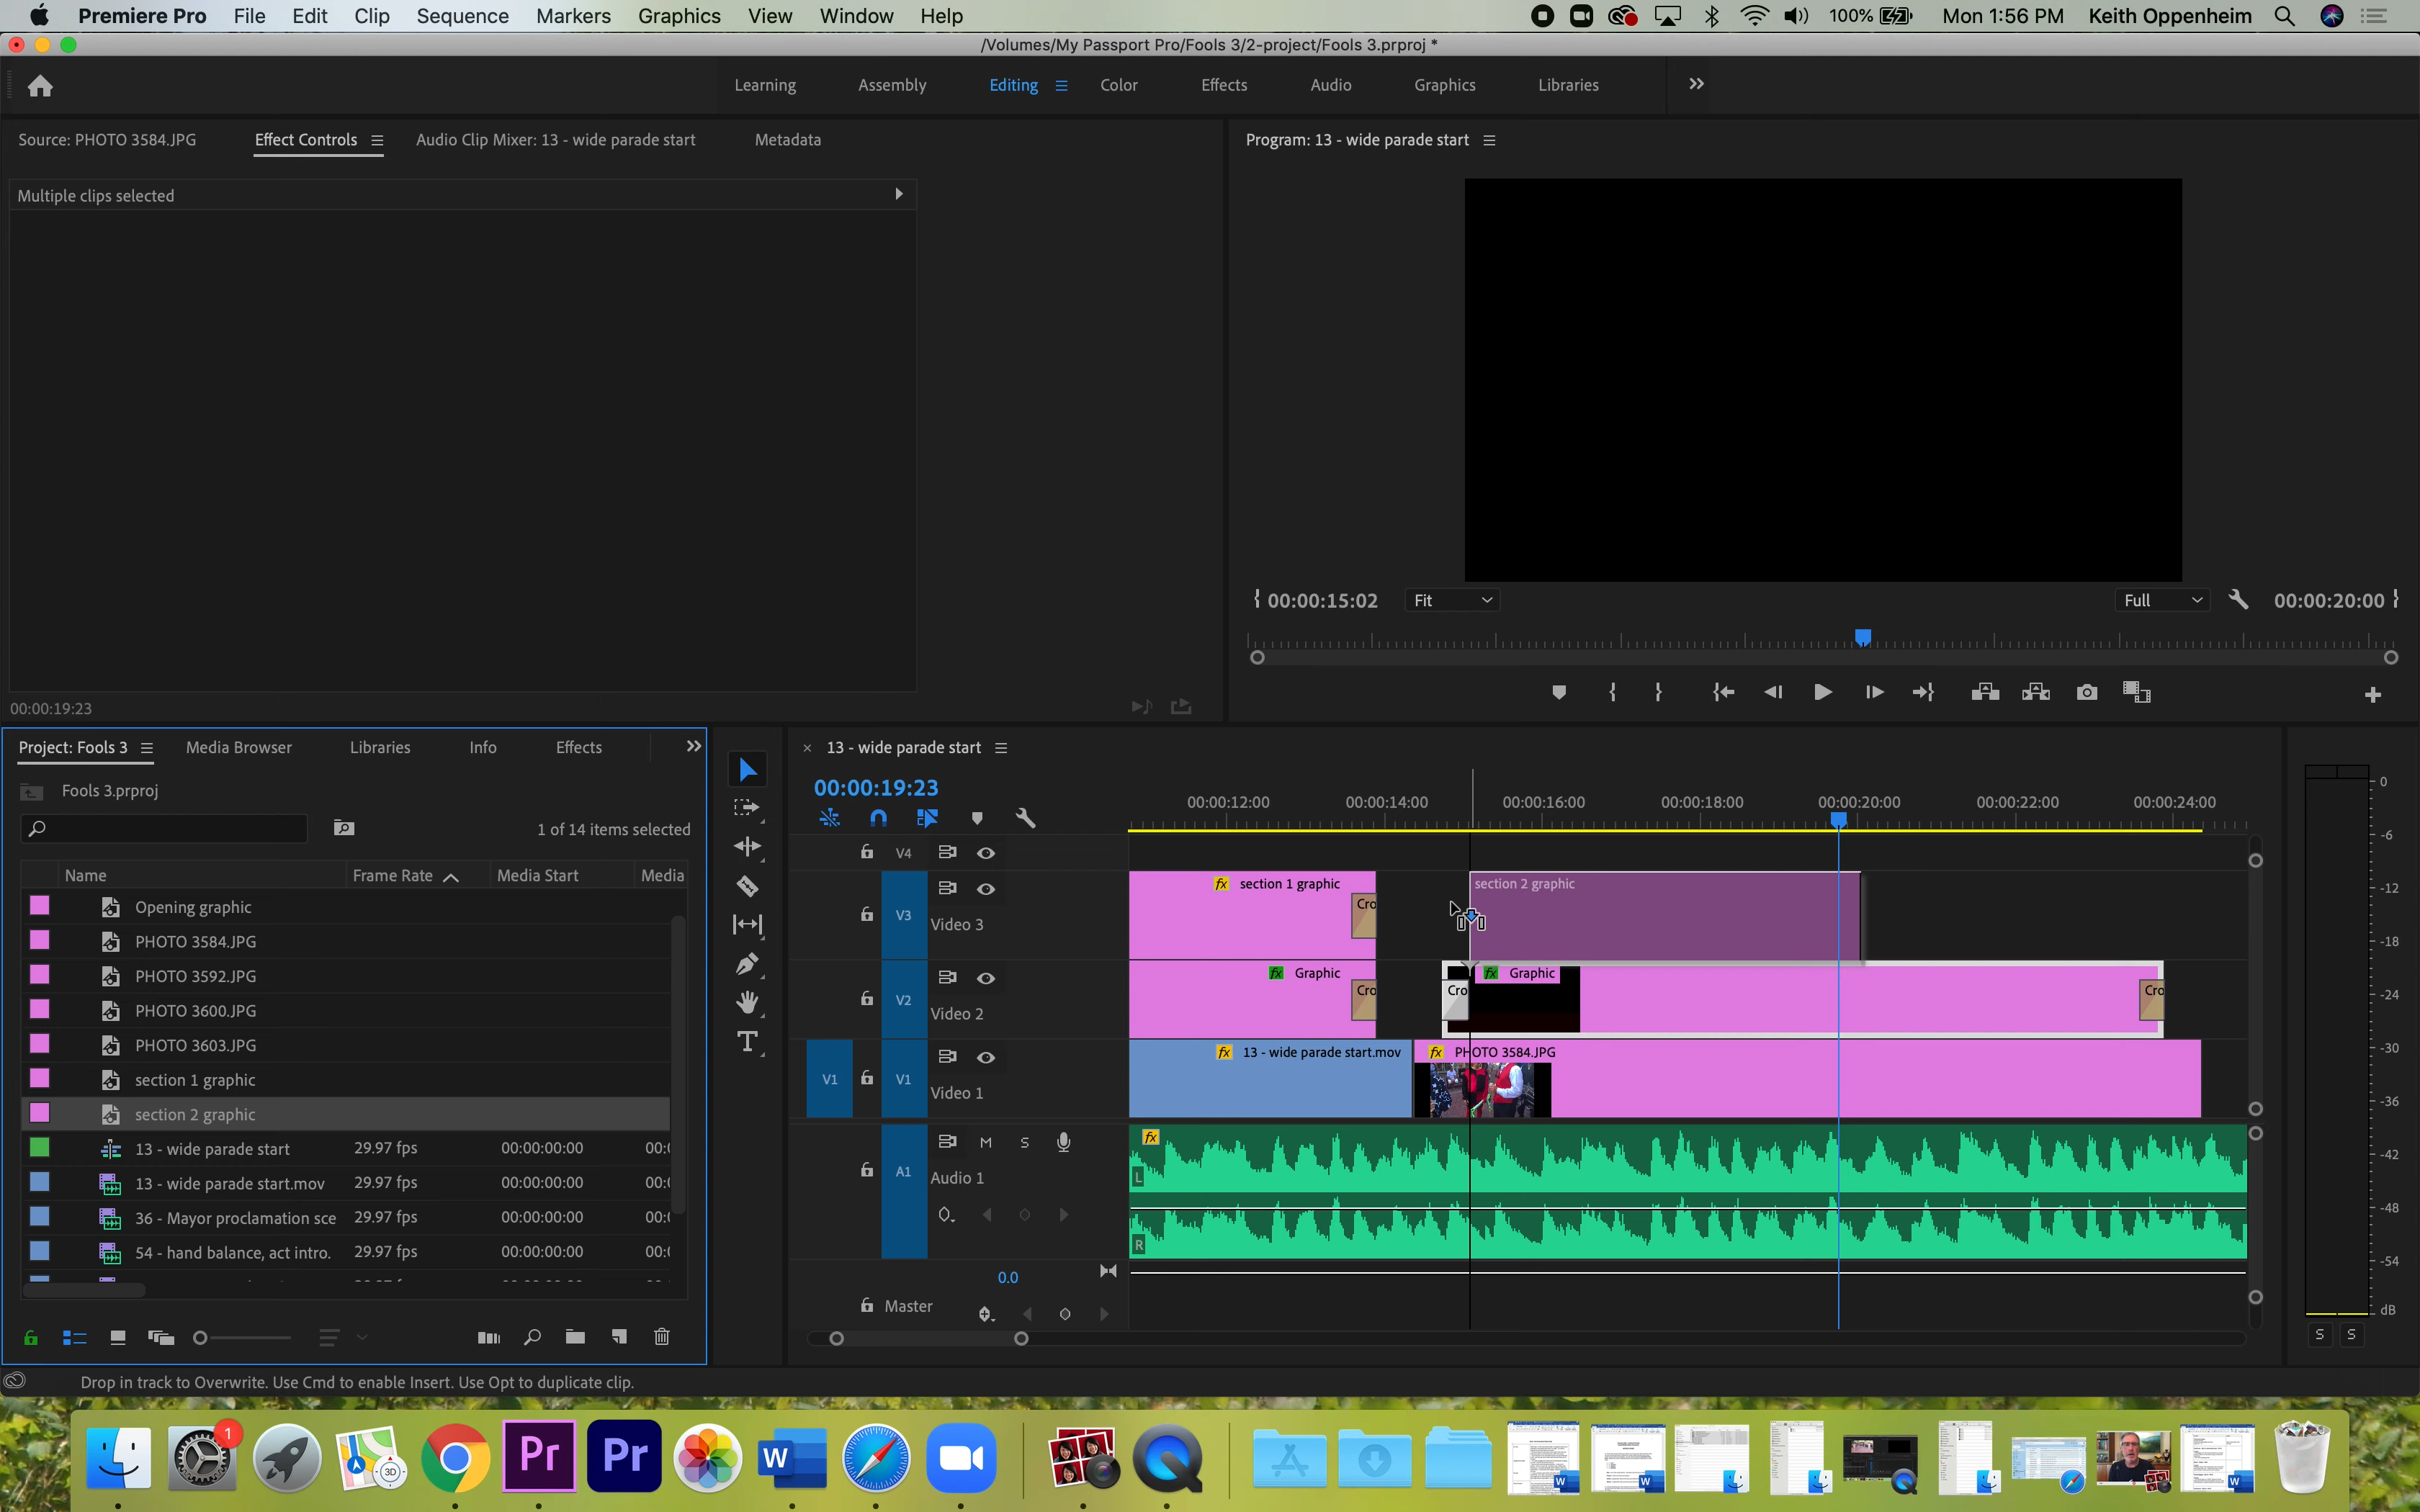 Premiere Pro File Edit Clip Sequence Markers Graphics View Window Help 100% Mon 1:56 PM Keith Oppenheim
/Volumes/My Passport Pro/Fools 3/2-project/Fools 3.prproj *
Learning Assembly Editing Color Effects Audio Graphics Libraries
Source: PHOTO 3584.JPG Effect Controls Audio Clip Mixer: 13 - wide parade start Metadata
Multiple clips selected
00:00:19:23
Program: 13 - wide parade start
00:00:15:02 Fit Full 00:00:20:00
Project: Fools 3 Media Browser Libraries Info Effects
Fools 3.prproj
1 of 14 items selected
Name Frame Rate Media Start Media
Opening graphic
PHOTO 3584.JPG
PHOTO 3592.JPG
PHOTO 3600.JPG
PHOTO 3603.JPG
section 1 graphic
section 2 graphic
13 - wide parade start 29.97 fps 00:00:00:00 00:0
13 - wide parade start.mov 29.97 fps 00:00:00:00 00:0
36 - Mayor proclamation sce 29.97 fps 00:00:00:00 00:0
54 - hand balance, act intro. 29.97 fps 00:00:00:00 00:0
13 - wide parade start
00:00:19:23
00:00:12:00 00:00:14:00 00:00:16:00 00:00:18:00 00:00:20:00 00:00:22:00 00:00:24:00
V4
V3 Video 3 fx section 1 graphic Cro section 2 graphic
V2 Video 2 fx Graphic Cro Cro fx Graphic Cro
V1 V1 Video 1 fx 13 - wide parade start.mov fx PHOTO 3584.JPG
A1 M S Audio 1 fx L R
0.0
Master
0
-6
-12
-18
-24
-30
-36
-42
-48
-54
dB
S S
Drop in track to Overwrite. Use Cmd to enable Insert. Use Opt to duplicate clip.
1
3D
Pr
Pr
W
W
W
W